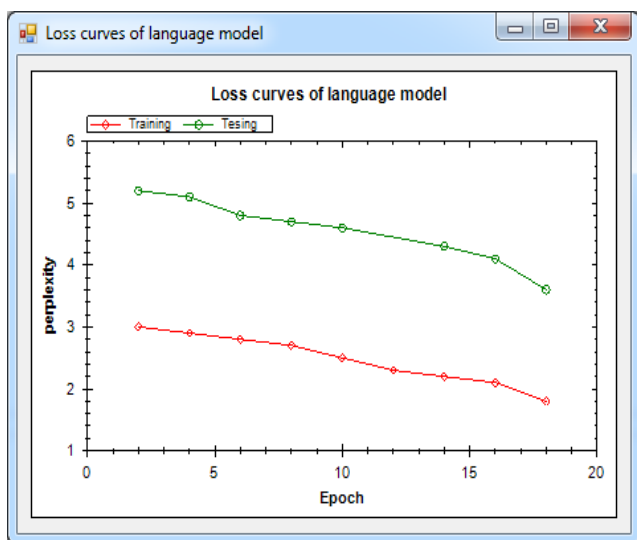 Loss curves of language model
Loss curves of language model
Training Tesing
6
5
4
3
2
1
perplexity
0 5 10 15 20
Epoch